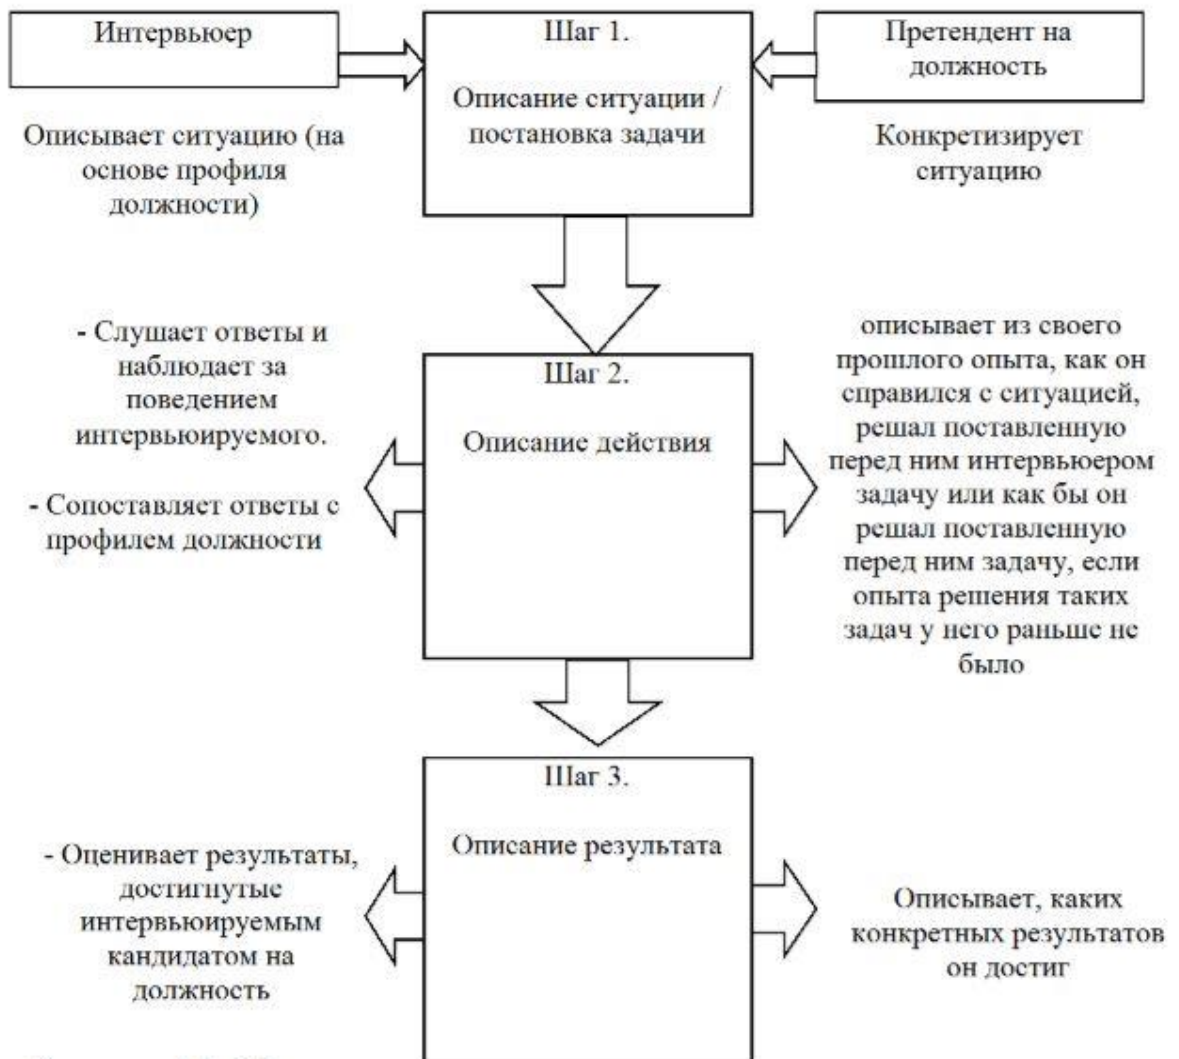 Интервьюер
Шаг 1.
Претендент на
должность
Описание ситуации /
постановка задачи
Описывает ситуацию (на
основе профиля
должности)
Конкретизирует
ситуацию
- Слушает ответы и
наблюдает за
поведением
интервьюируемого.
- Сопоставляет ответы с
профилем должности
Шаг 2.
Описание действия
описывает из своего
прошлого опыта, как он
справился с ситуацией,
решал поставленную
перед ним интервьюером
задачу или как бы он
решал поставленную
перед ним задачу, если
опыта решения таких
задач у него раньше не
было
Шаг 3.
Описание результата
- Оценивает результаты,
достигнутые
интервьюируемым
кандидатом на
должность
Описывает, каких
конкретных результатов
он достиг